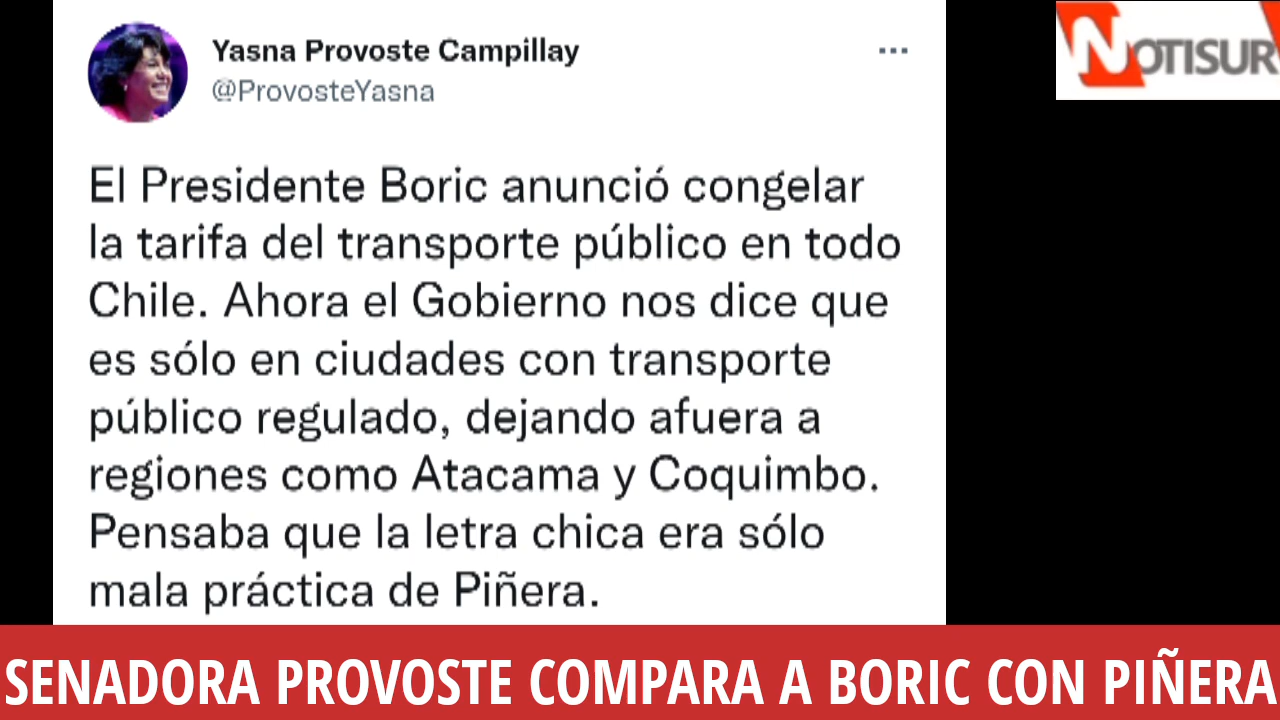 Yasna Provoste Campillay
@ProvosteYasna
NOTISUR
El Presidente Boric anunció congelar
la tarifa del transporte público en todo
Chile. Ahora el Gobierno nos dice que
es sólo en ciudades con transporte
público regulado, dejando afuera a
regiones como Atacama y Coquimbo.
Pensaba que la letra chica era sólo
mala práctica de Piñera.
SENADORA PROVOSTE COMPARA A BORIC CON PIÑERA